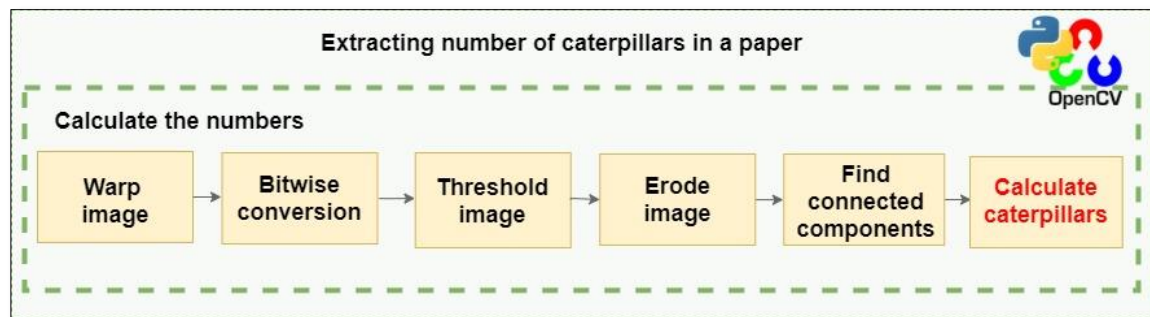 Extracting number of caterpillars in a paper
OpenCV
Calculate the numbers
Warp
image
Bitwise
conversion
Threshold
image
Erode
image
Find
connected
components
Calculate
caterpillars